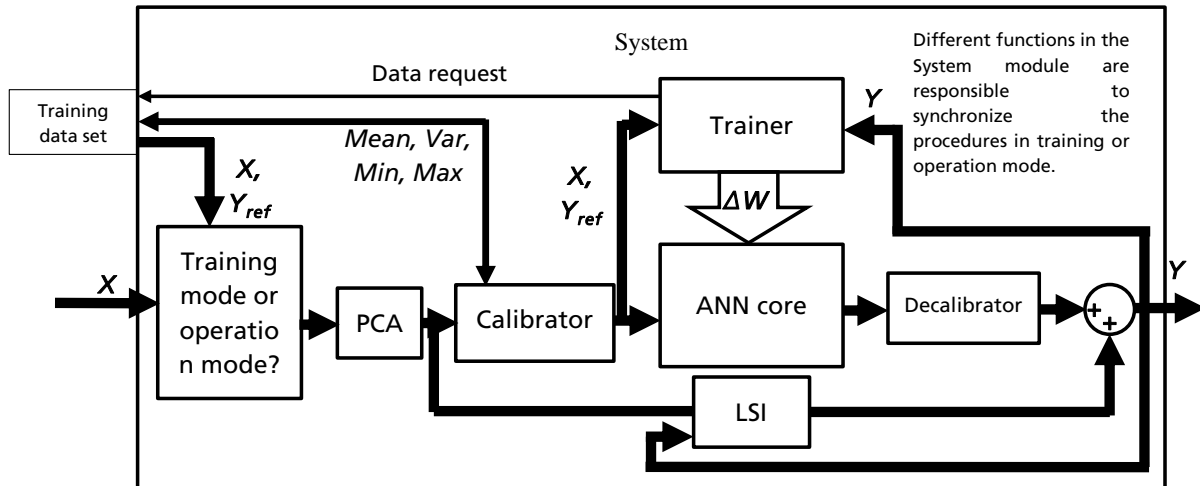 System
Different functions in the
System module are
responsible to
synchronize the
procedures in training or
operation mode.
Data request
Training
data set
Mean, Var,
Min, Max
X,
Y_ref
X,
Y_ref
Trainer
Y
ΔW
X
Training
mode or
operatio
n mode?
PCA
Calibrator
ANN core
Decalibrator
+
+
Y
LSI